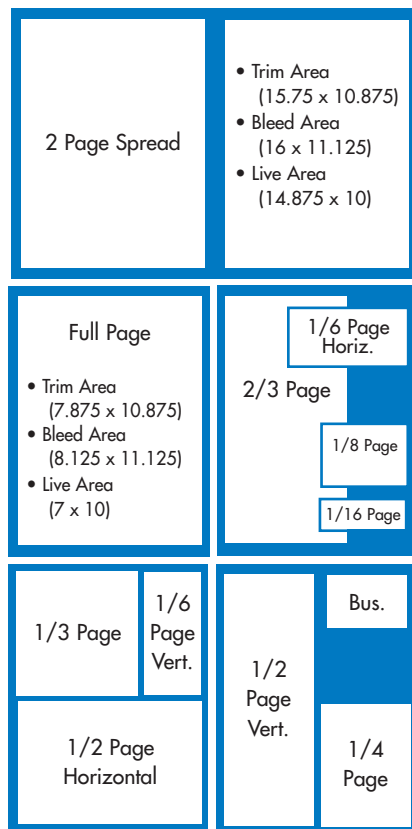 2 Page Spread
• Trim Area
(15.75 x 10.875)
• Bleed Area
(16 x 11.125)
• Live Area
(14.875 x 10)
Full Page
• Trim Area
(7.875 x 10.875)
• Bleed Area
(8.125 x 11.125)
• Live Area
(7 x 10)
1/6 Page
Horiz.
2/3 Page
1/8 Page
1/16 Page
1/3 Page
1/6
Page
Vert.
1/2 Page
Horizontal
1/2
Page
Vert.
Bus.
1/4
Page